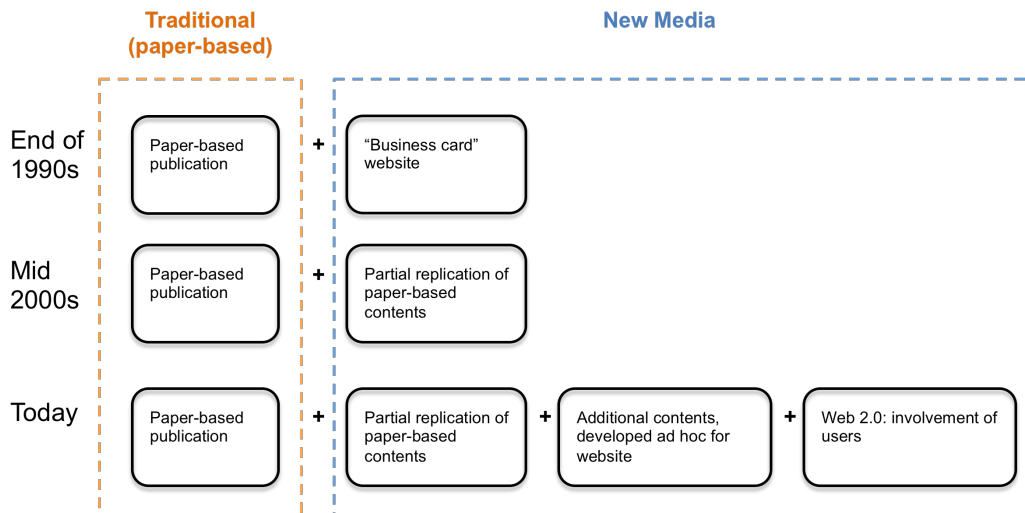 Traditional
(paper-based)
New Media
End of
1990s
Paper-based
publication
+
“Business card”
website
Mid
2000s
Paper-based
publication
+
Partial replication of
paper-based
contents
Today
Paper-based
publication
+
Partial replication of
paper-based
contents
+
Additional contents,
developed ad hoc for
website
+
Web 2.0: involvement of
users